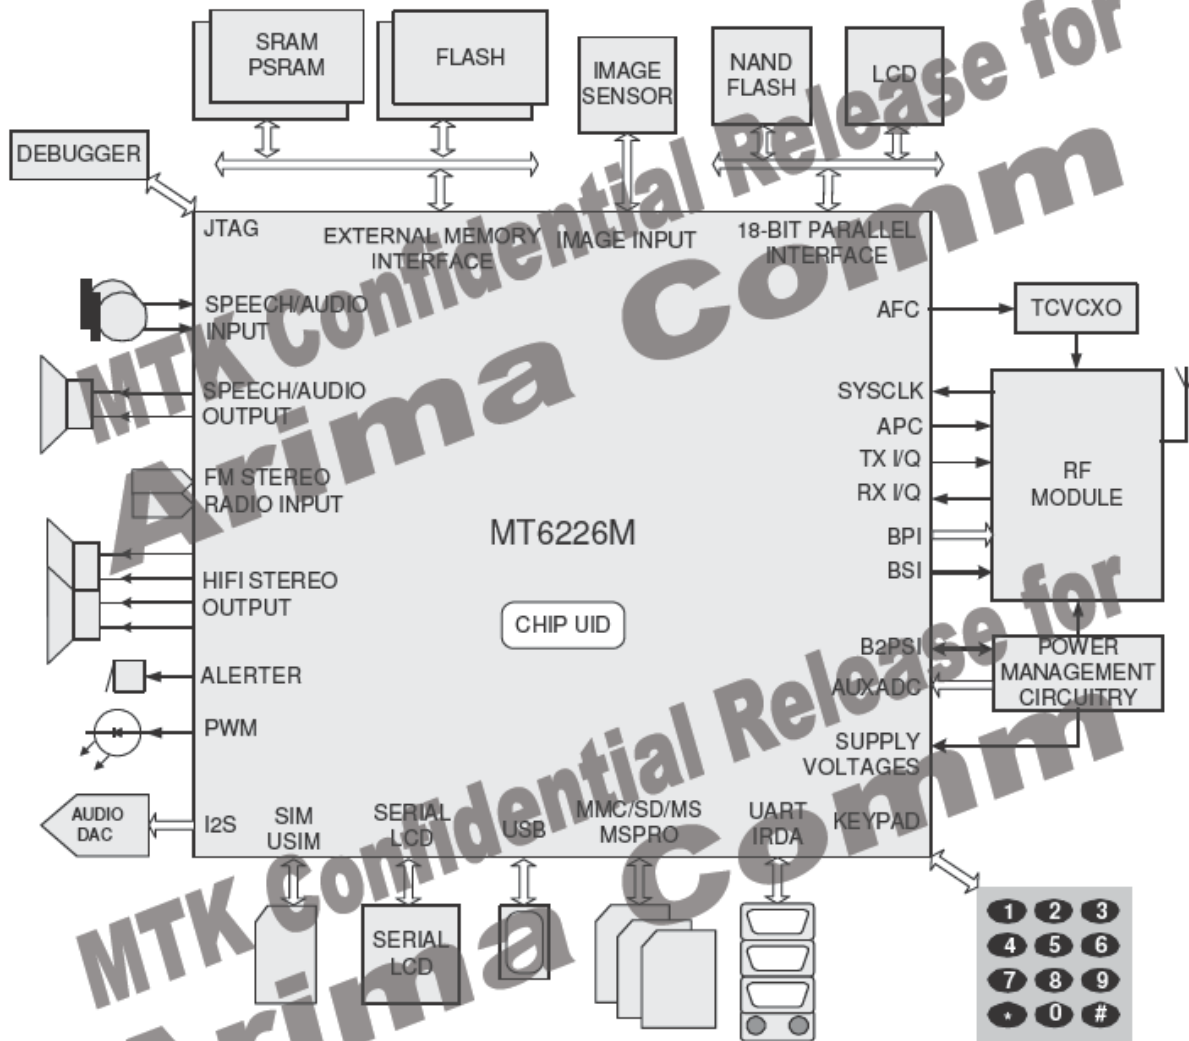 SRAM
PSRAM
FLASH
IMAGE
SENSOR
NAND
FLASH
LCD
DEBUGGER
JTAG
EXTERNAL MEMORY
INTERFACE
IMAGE INPUT
18-BIT PARALLEL
INTERFACE
SPEECH/AUDIO
INPUT
AFC
TCVCXO
SPEECH/AUDIO
OUTPUT
SYSCLK
APC
TX I/Q
RX I/Q
BPI
BSI
RF
MODULE
FM STEREO
RADIO INPUT
MT6226M
CHIP UID
HIFI STEREO
OUTPUT
B2PSI
AUXADC
POWER
MANAGEMENT
CIRCUITRY
ALERTER
PWM
SUPPLY
VOLTAGES
AUDIO
DAC
I2S
SIM
USIM
SERIAL
LCD
USB
MMC/SD/MS
MSPRO
UART
IRDA
KEYPAD
SERIAL
LCD
1 2 3
4 5 6
7 8 9
* 0 #
MTK Confidential Release for
Arima Comm
MTK Confidential Release for
Arima Comm